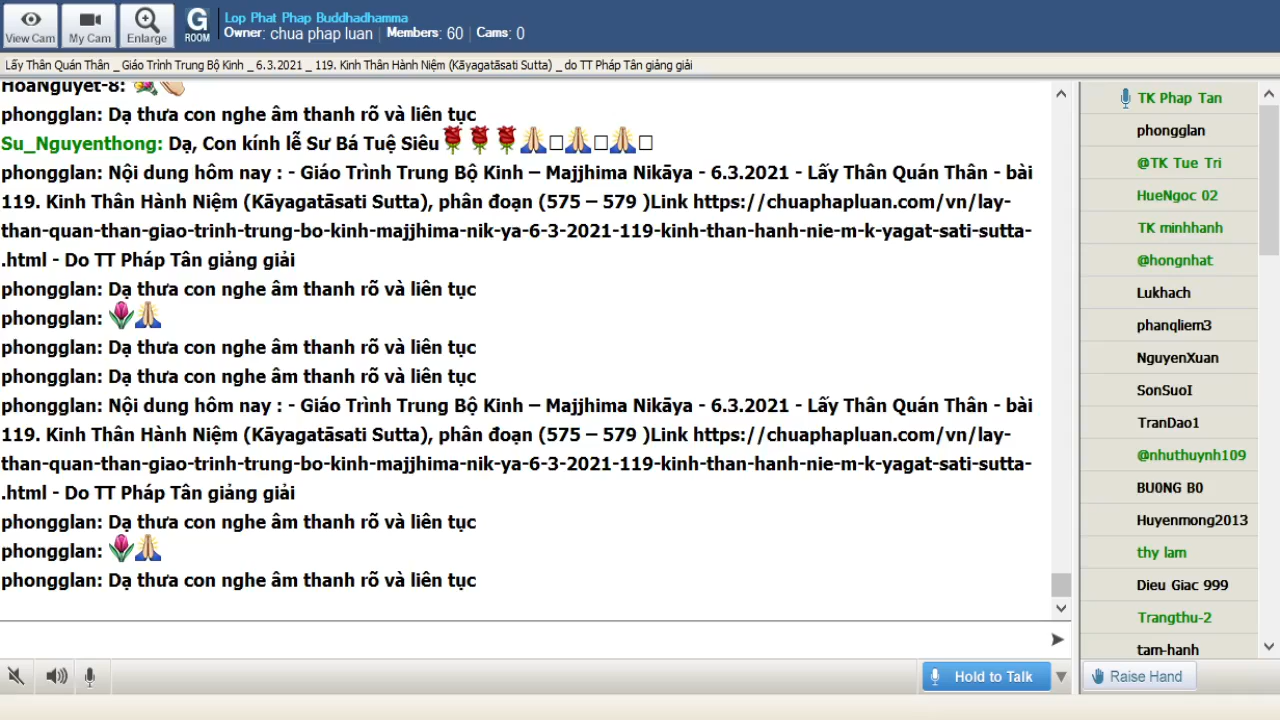 View Cam
My Cam
Enlarge
G
ROOM
Lop Phat Phap Buddhadhamma
Owner: chua phap luan | Members: 60 | Cams: 0
Lấy Thân Quán Thân _ Giáo Trình Trung Bộ Kinh _ 6.3.2021 _ 119. Kinh Thân Hành Niệm (Kāyagatāsati Sutta) _ do TT Pháp Tân giảng giải
HoaNguyet-8:
phongglan: Dạ thưa con nghe âm thanh rõ và liên tục
Su_Nguyenthong: Dạ, Con kính lễ Sư Bá Tuệ Siêu
phongglan: Nội dung hôm nay : - Giáo Trình Trung Bộ Kinh – Majjhima Nikāya - 6.3.2021 - Lấy Thân Quán Thân - bài
119. Kinh Thân Hành Niệm (Kāyagatāsati Sutta), phân đoạn (575 – 579 )Link https://chuaphapluan.com/vn/lay-
than-quan-than-giao-trinh-trung-bo-kinh-majjhima-nik-ya-6-3-2021-119-kinh-than-hanh-nie-m-k-yagat-sati-sutta-
.html - Do TT Pháp Tân giảng giải
phongglan: Dạ thưa con nghe âm thanh rõ và liên tục
phongglan:
phongglan: Dạ thưa con nghe âm thanh rõ và liên tục
phongglan: Dạ thưa con nghe âm thanh rõ và liên tục
phongglan: Nội dung hôm nay : - Giáo Trình Trung Bộ Kinh – Majjhima Nikāya - 6.3.2021 - Lấy Thân Quán Thân - bài
119. Kinh Thân Hành Niệm (Kāyagatāsati Sutta), phân đoạn (575 – 579 )Link https://chuaphapluan.com/vn/lay-
than-quan-than-giao-trinh-trung-bo-kinh-majjhima-nik-ya-6-3-2021-119-kinh-than-hanh-nie-m-k-yagat-sati-sutta-
.html - Do TT Pháp Tân giảng giải
phongglan: Dạ thưa con nghe âm thanh rõ và liên tục
phongglan:
phongglan: Dạ thưa con nghe âm thanh rõ và liên tục
TK Phap Tan
phongglan
@TK Tue Tri
HueNgoc 02
TK minhhanh
@hongnhat
Lukhach
phanqliem3
NguyenXuan
SonSuoI
TranDao1
@nhuthuynh109
BU0NG B0
Huyenmong2013
thy lam
Dieu Giac 999
Trangthu-2
tam-hanh
Hold to Talk
Raise Hand